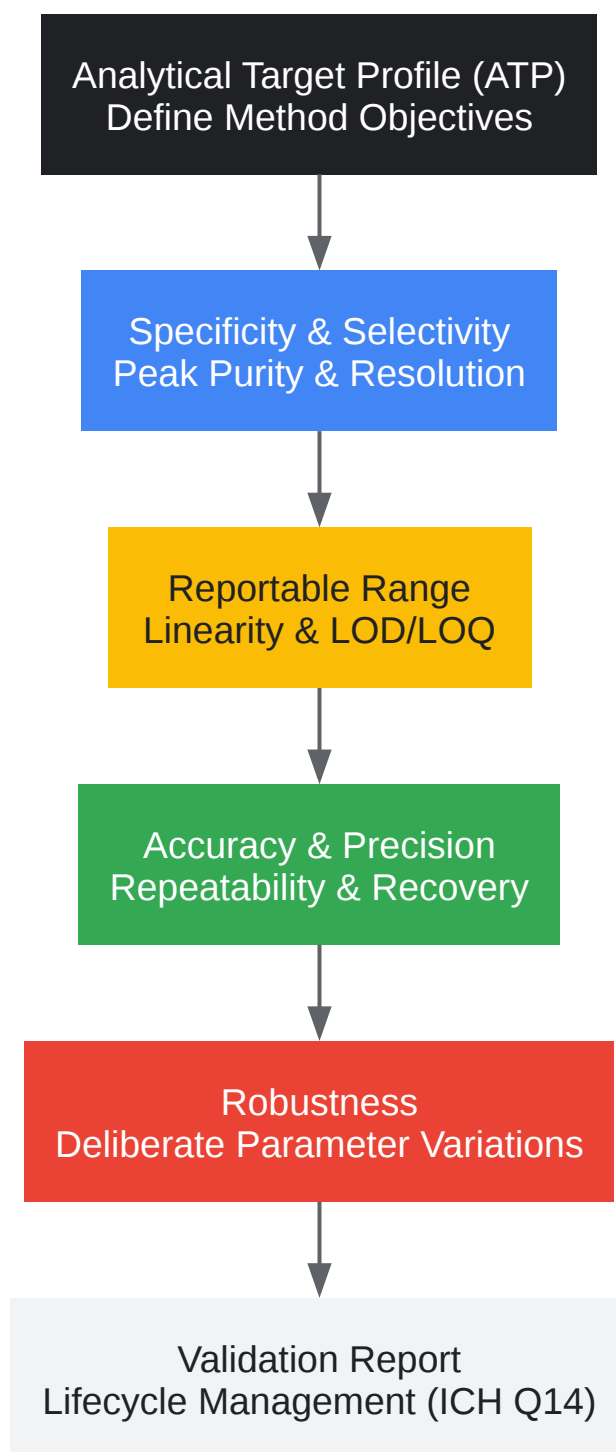 Analytical Target Profile (ATP)
Define Method Objectives
Specificity & Selectivity
Peak Purity & Resolution
Reportable Range
Linearity & LOD/LOQ
Accuracy & Precision
Repeatability & Recovery
Robustness
Deliberate Parameter Variations
Validation Report
Lifecycle Management (ICH Q14)